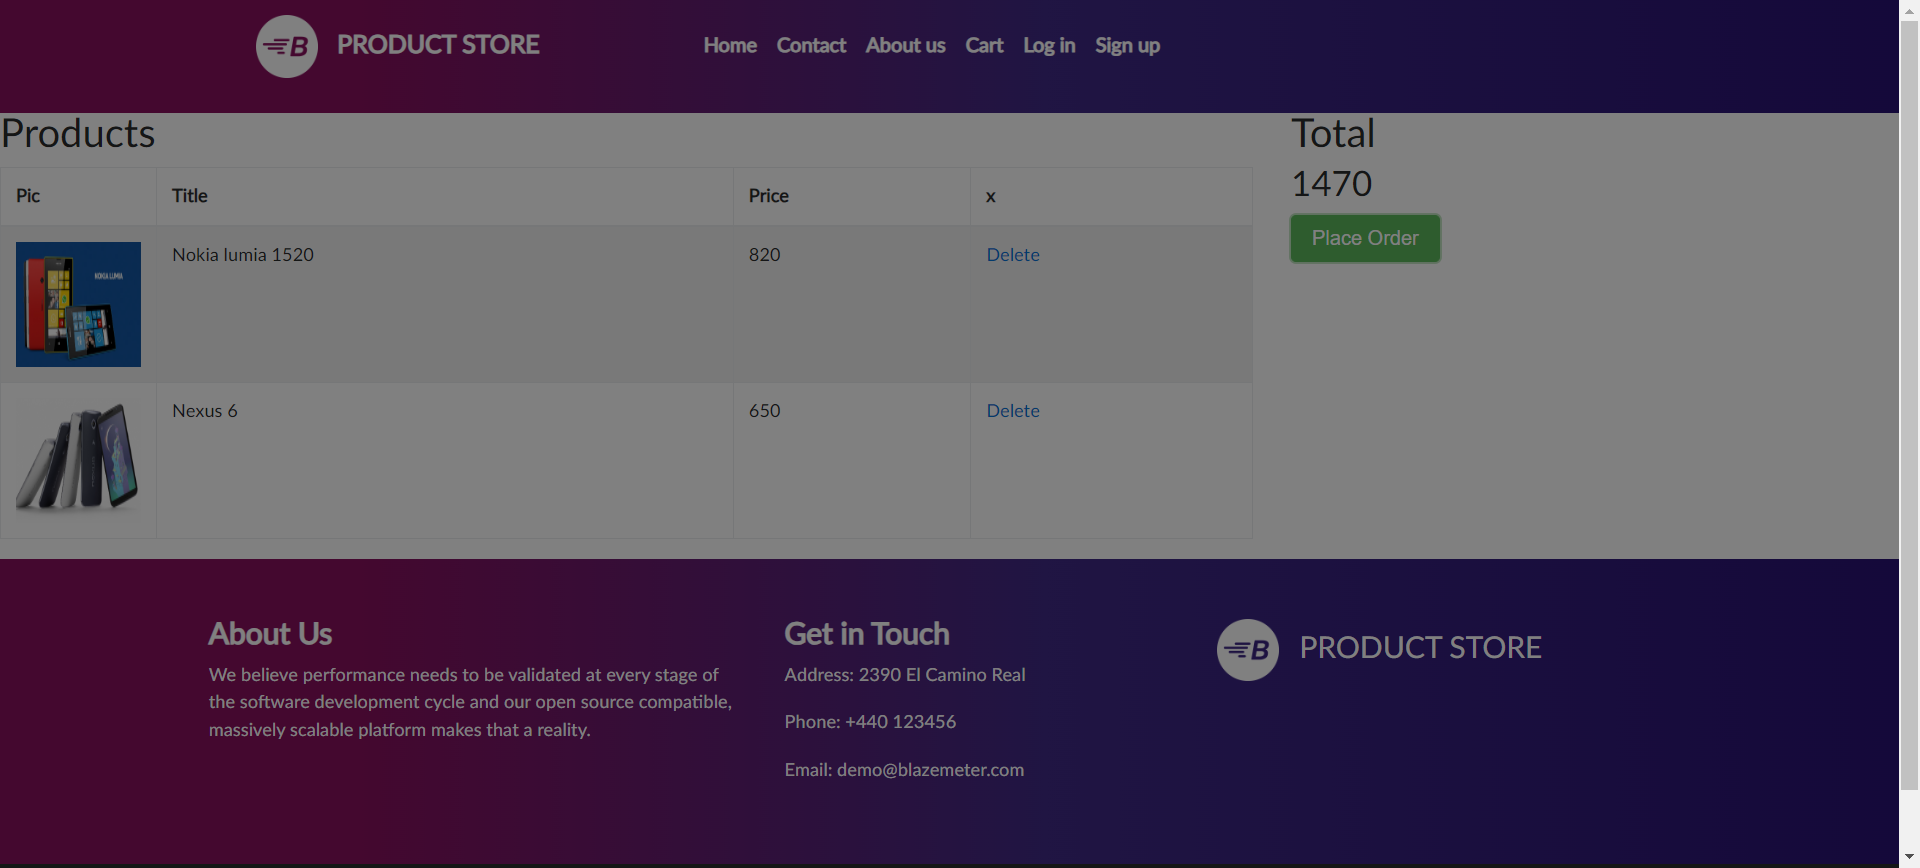 B PRODUCT STORE
Home Contact About us Cart Log in Sign up
Products
Pic Title Price x
NOKIA LUMIA
Nokia lumia 1520 820 Delete
Nexus 6 650 Delete
Total
1470
Place Order
About Us
We believe performance needs to be validated at every stage of
the software development cycle and our open source compatible,
massively scalable platform makes that a reality.
Get in Touch
Address: 2390 El Camino Real
Phone: +440 123456
Email: demo@blazemeter.com
B PRODUCT STORE